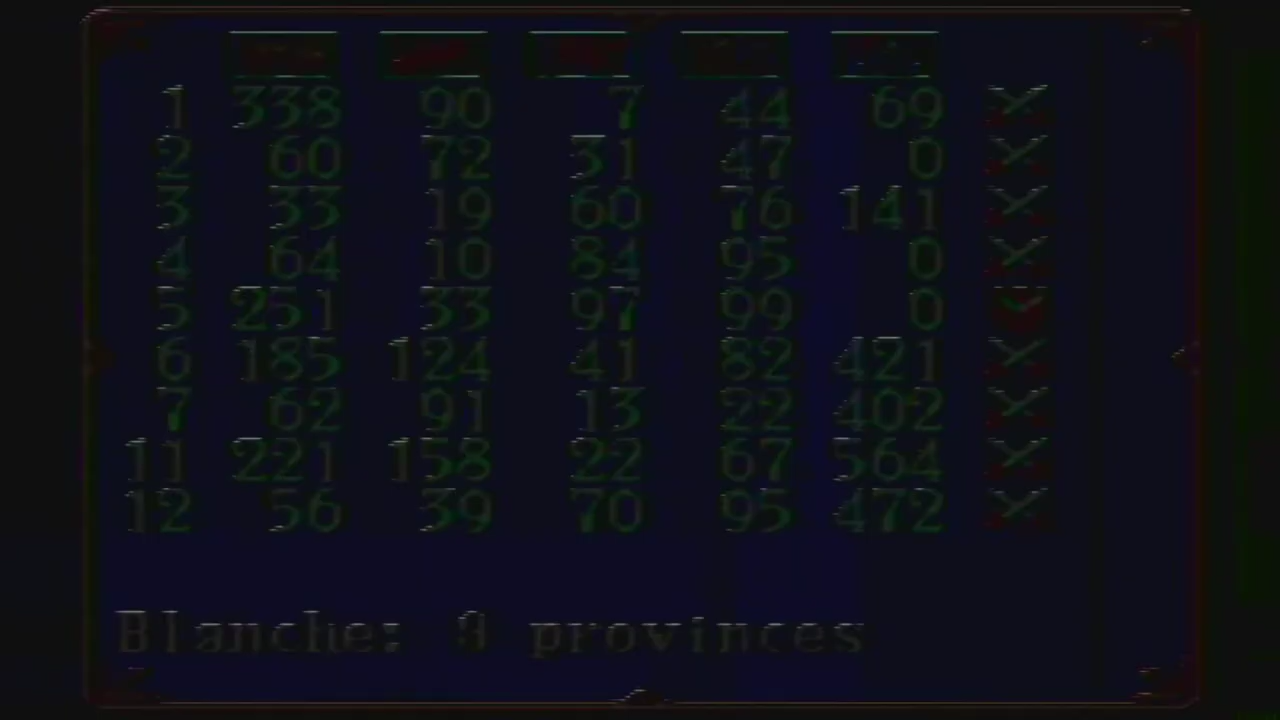 1 338 90 7 44 69
2 60 72 31 47 0
3 33 19 60 76 141
4 64 10 84 95 0
5 251 33 97 99 0
6 185 124 41 82 421
7 62 91 13 22 402
11 221 158 22 67 564
12 56 39 70 95 472
Blanche: 9 provinces